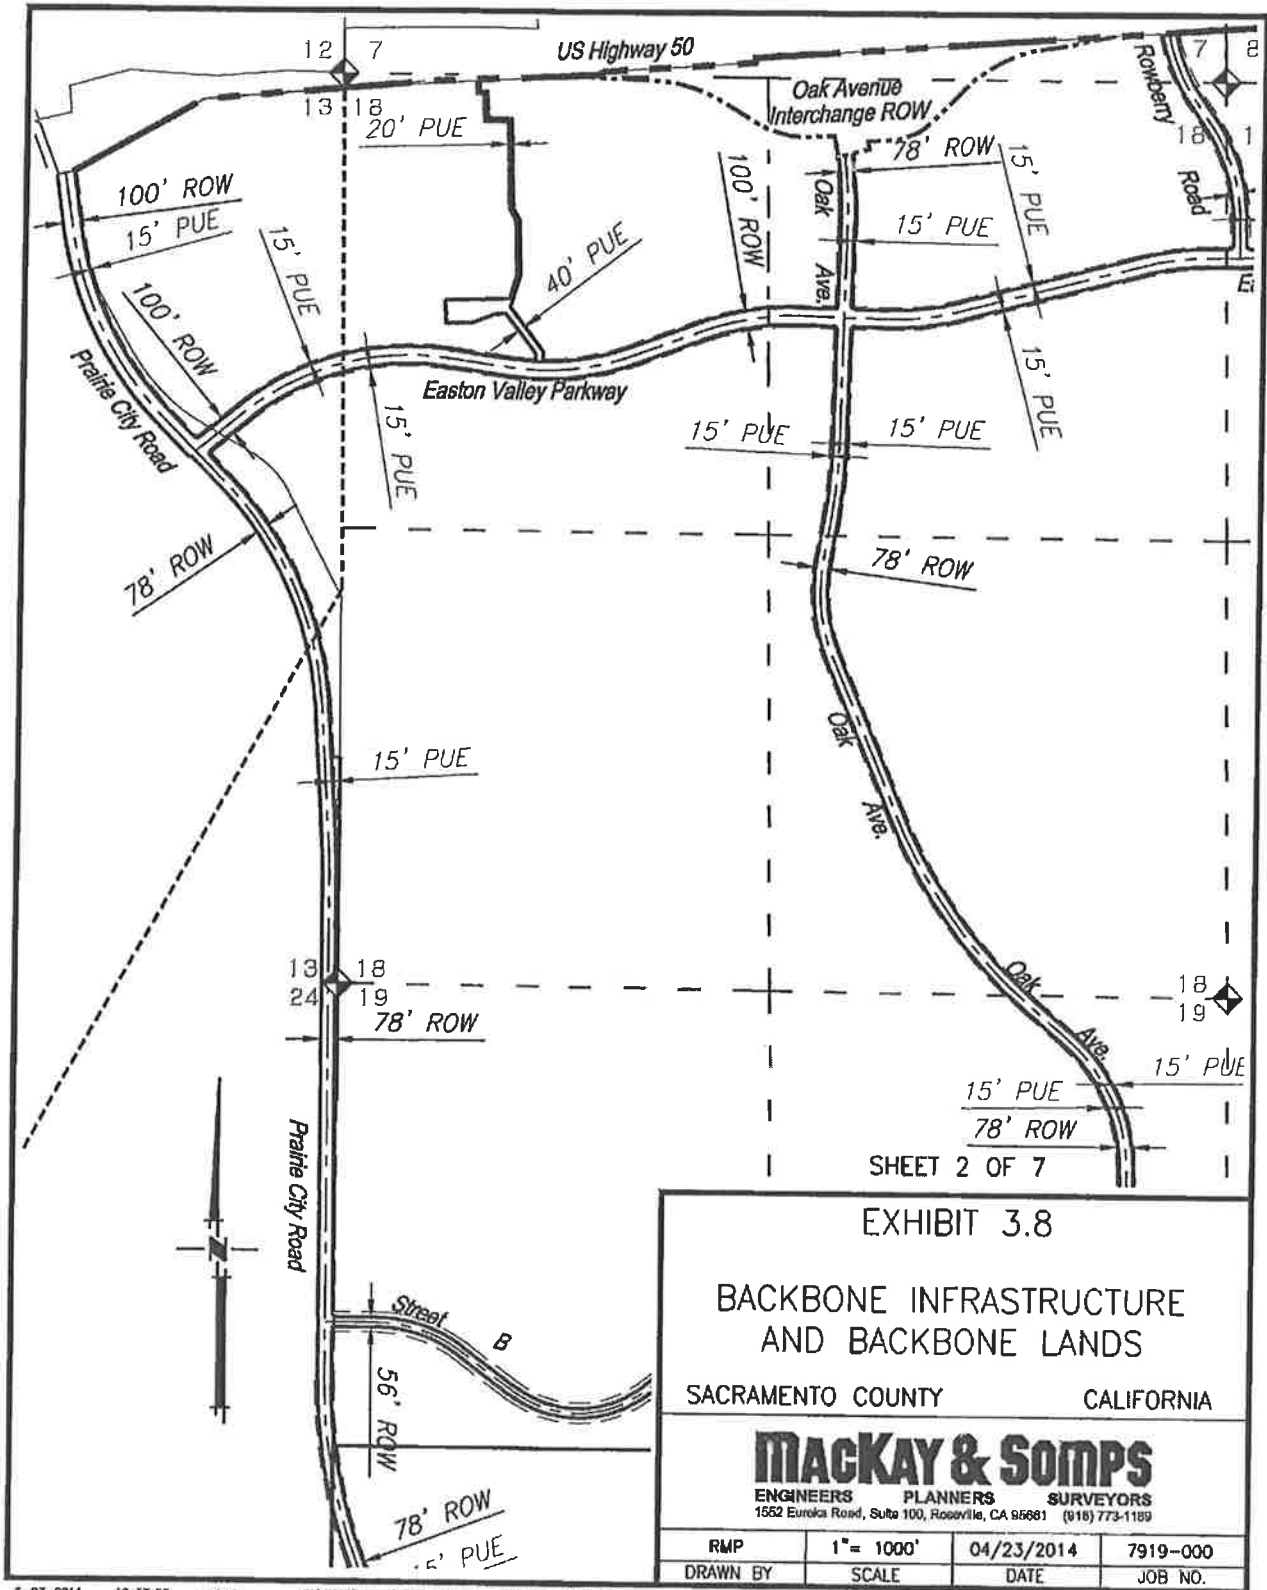 12 7
US Highway 50
7 8
13 18
Oak Avenue
Interchange ROW
Rowberry
Road
18 1
20' PUE
78' ROW
15' PUE
100' ROW
100' ROW
15' PUE
Oak
Ave.
15' PUE
15' PUE
40' PUE
100' ROW
E
Prairie City Road
Easton Valley Parkway
15' PUE
15' PUE
15' PUE
15' PUE
78' ROW
78' ROW
Oak
Ave.
15' PUE
13 18
24 19
78' ROW
Oak
Ave.
18
19
15' PUE
15' PUE
78' ROW
Prairie City Road
N
Street B
56' ROW
78' ROW
5' PUE
SHEET 2 OF 7
EXHIBIT 3.8
BACKBONE INFRASTRUCTURE
AND BACKBONE LANDS
SACRAMENTO COUNTY CALIFORNIA
MACKAY & SOMPS
ENGINEERS PLANNERS SURVEYORS
1552 Eureka Road, Suite 100, Roseville, CA 95661 (916) 773-1189
RMP 1"= 1000' 04/23/2014 7919-000
DRAWN BY SCALE DATE JOB NO.